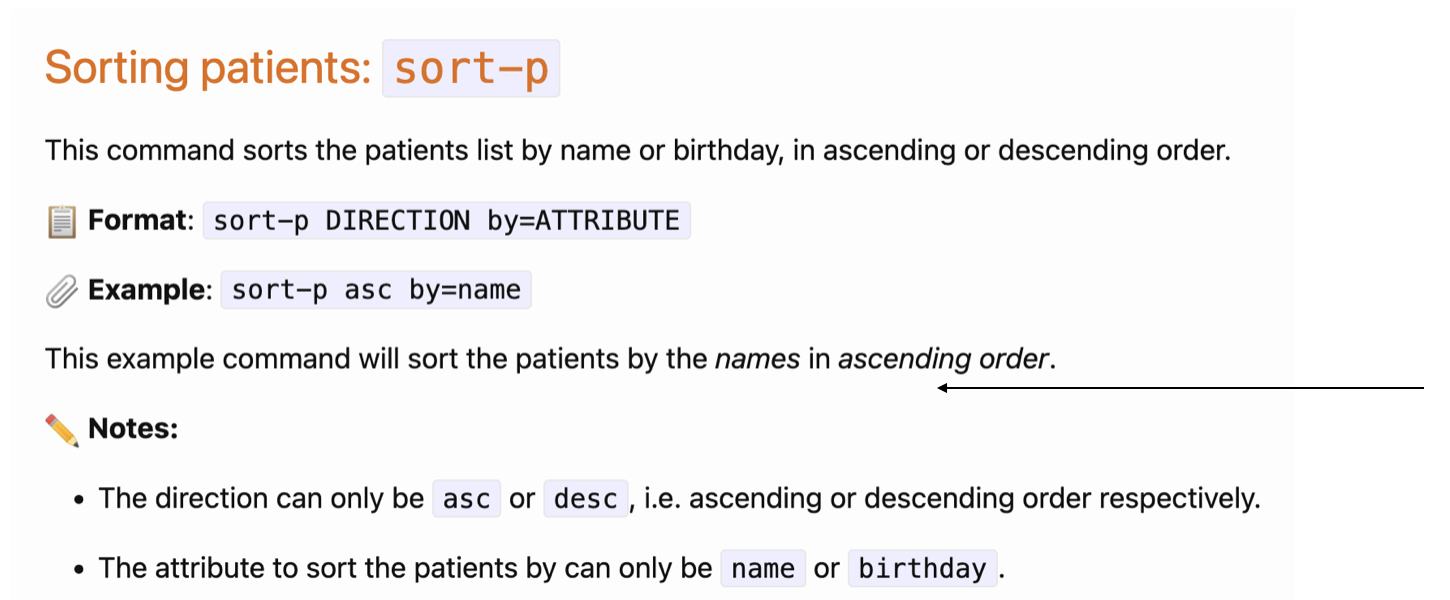 Sorting patients: sort-p
This command sorts the patients list by name or birthday, in ascending or descending order.
Format: sort-p DIRECTION by=ATTRIBUTE
Example: sort-p asc by=name
This example command will sort the patients by the names in ascending order.
Notes:
• The direction can only be asc or desc, i.e. ascending or descending order respectively.
• The attribute to sort the patients by can only be name or birthday.